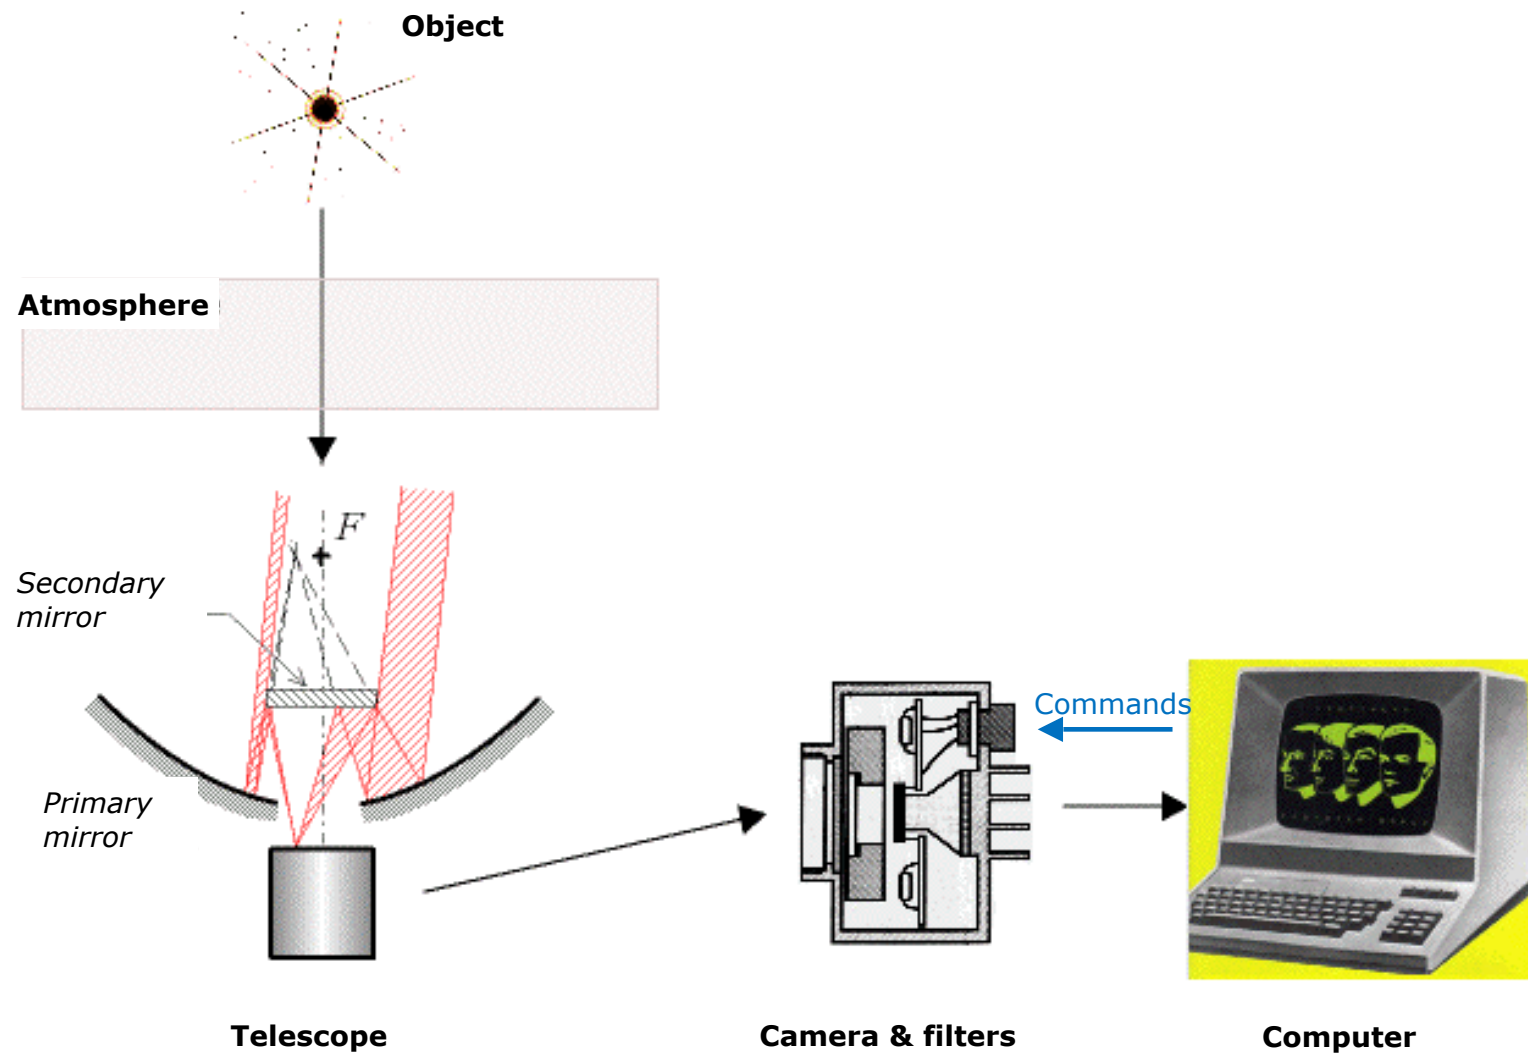 Object
Atmosphere
F
Secondary
mirror
Primary
mirror
Commands
Telescope
Camera & filters
Computer